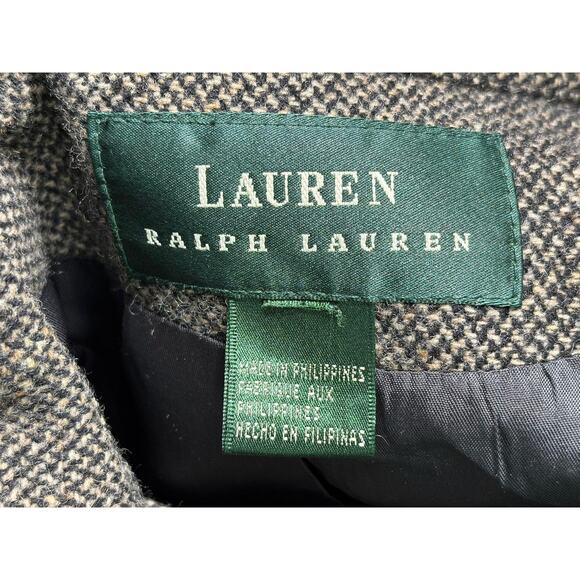 LAUREN
RALPH LAUREN
MADE IN PHILIPPINES
FABRIQUE AUX
PHILIPPINES
HECHO EN FILIPINAS